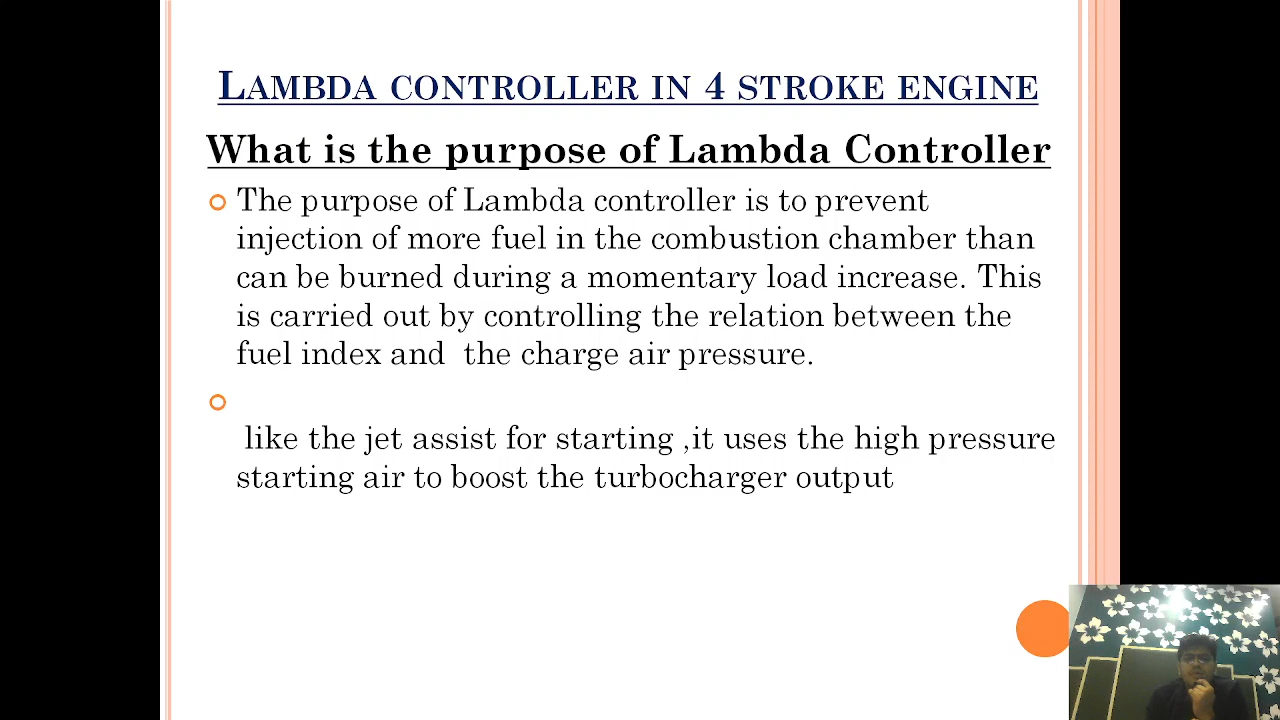 LAMBDA CONTROLLER IN 4 STROKE ENGINE
What is the purpose of Lambda Controller
The purpose of Lambda controller is to prevent
injection of more fuel in the combustion chamber than
can be burned during a momentary load increase. This
is carried out by controlling the relation between the
fuel index and  the charge air pressure.
like the jet assist for starting ,it uses the high pressure
starting air to boost the turbocharger output